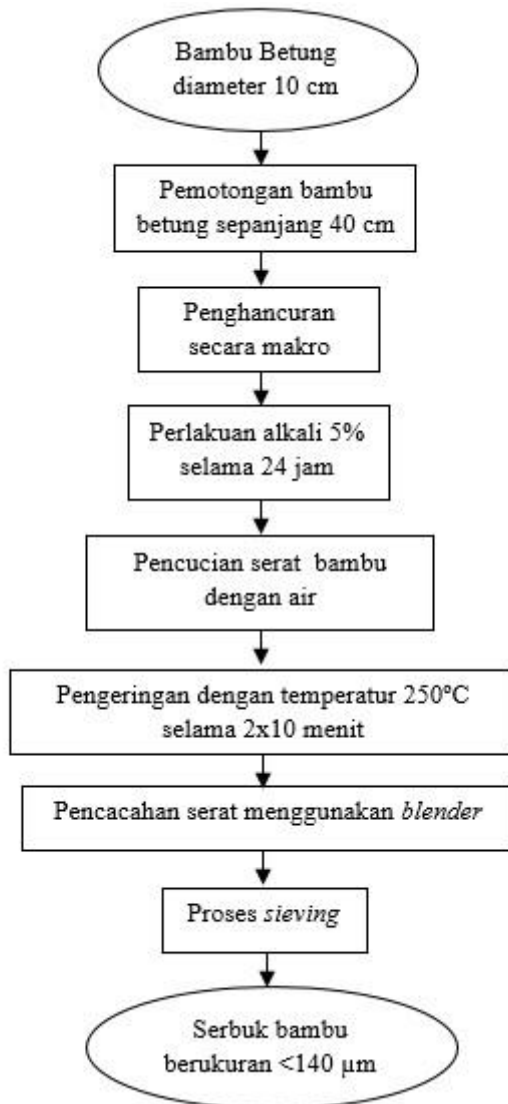 Bambu Betung
diameter 10 cm
Pemotongan bambu
betung sepanjang 40 cm
Penghancuran
secara makro
Perlakuan alkali 5%
selama 24 jam
Pencucian serat bambu
dengan air
Pengeringan dengan temperatur 250°C
selama 2x10 menit
Pencacahan serat menggunakan blender
Proses sieving
Serbuk bambu
berukuran <140 µm